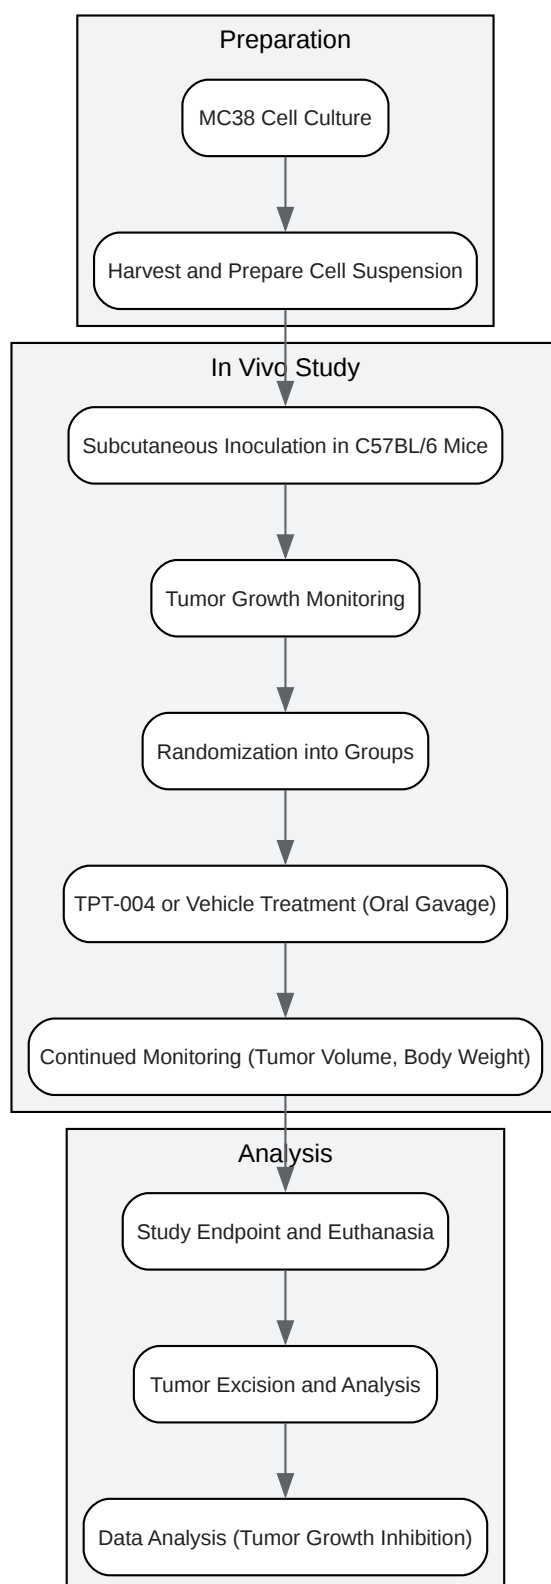 Preparation
MC38 Cell Culture
Harvest and Prepare Cell Suspension
In Vivo Study
Subcutaneous Inoculation in C57BL/6 Mice
Tumor Growth Monitoring
Randomization into Groups
TPT-004 or Vehicle Treatment (Oral Gavage)
Continued Monitoring (Tumor Volume, Body Weight)
Analysis
Study Endpoint and Euthanasia
Tumor Excision and Analysis
Data Analysis (Tumor Growth Inhibition)